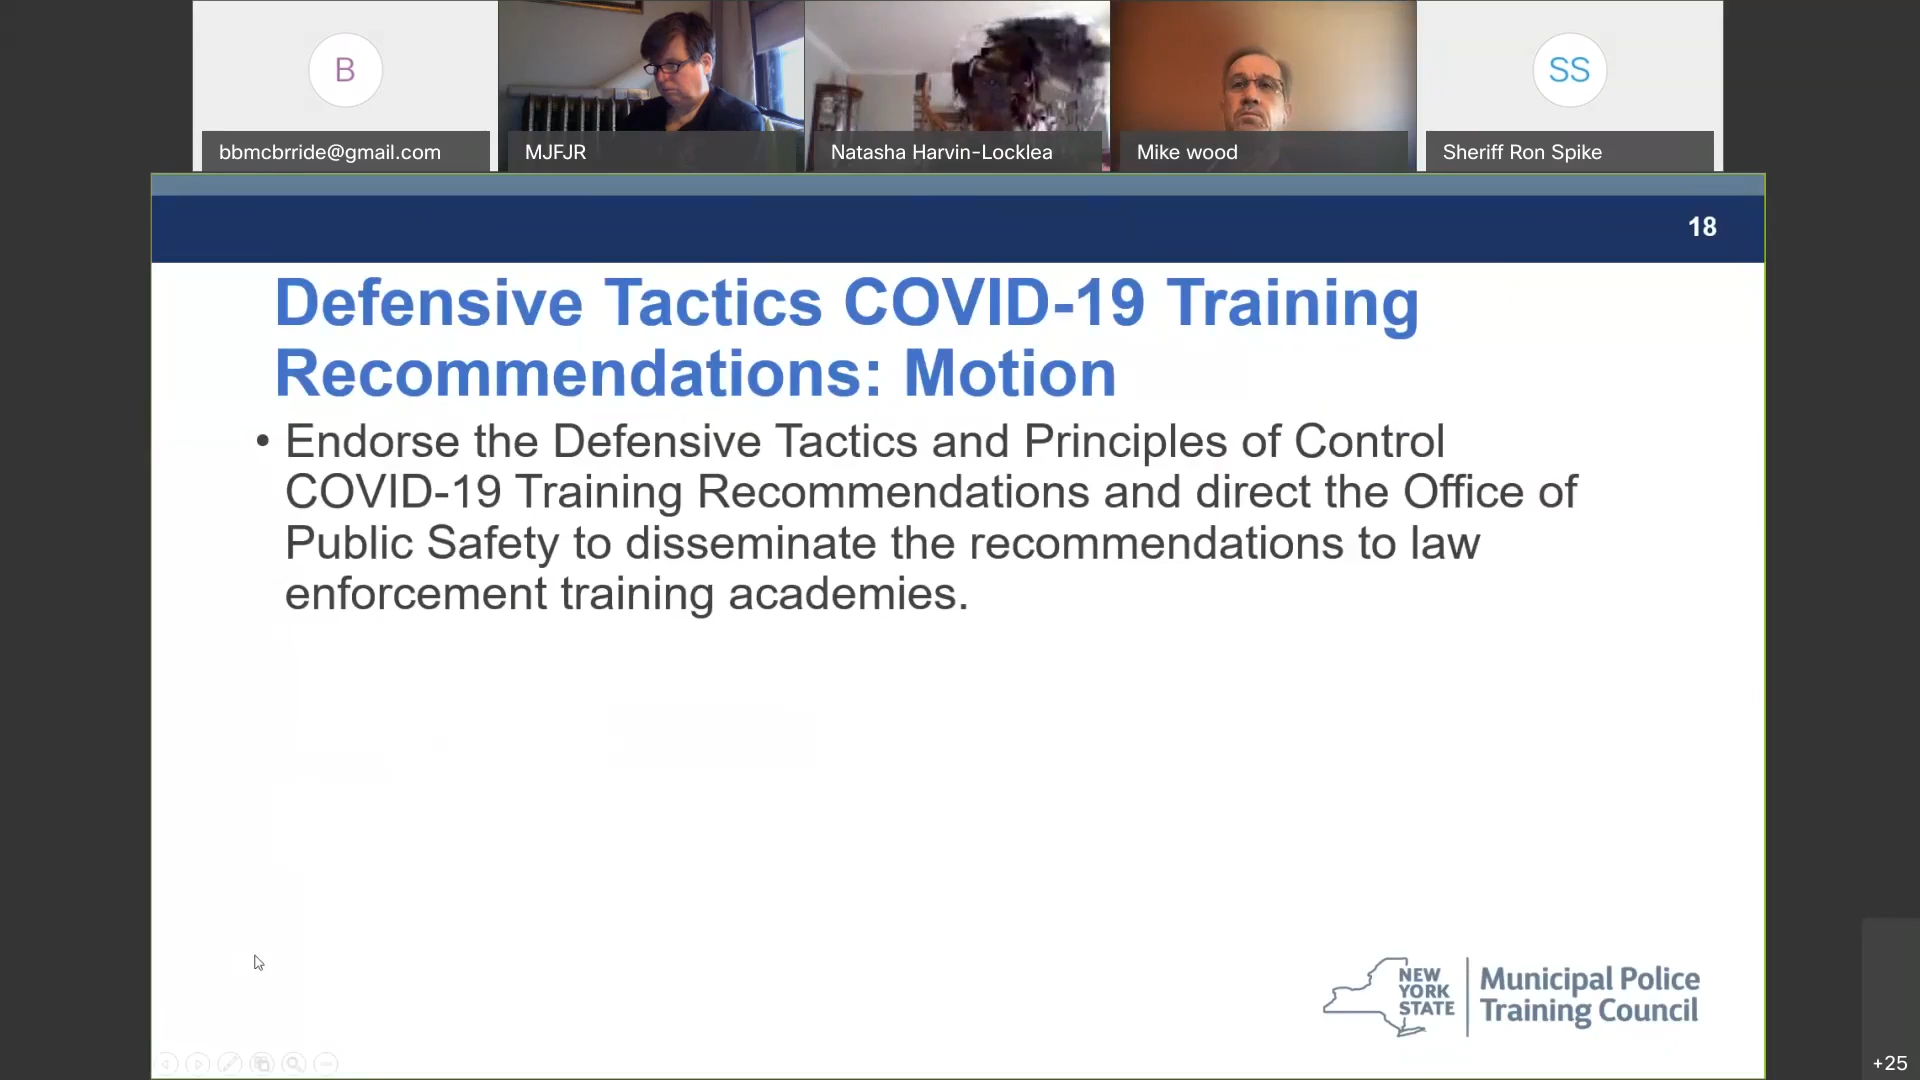 B
SS
bbmcbrride@gmail.com
MJFJR
Natasha Harvin-Locklea
Mike wood
Sheriff Ron Spike
18
Defensive Tactics COVID-19 Training
Recommendations: Motion
• Endorse the Defensive Tactics and Principles of Control
COVID-19 Training Recommendations and direct the Office of
Public Safety to disseminate the recommendations to law
enforcement training academies.
NEW
YORK
STATE
Municipal Police
Training Council
+25